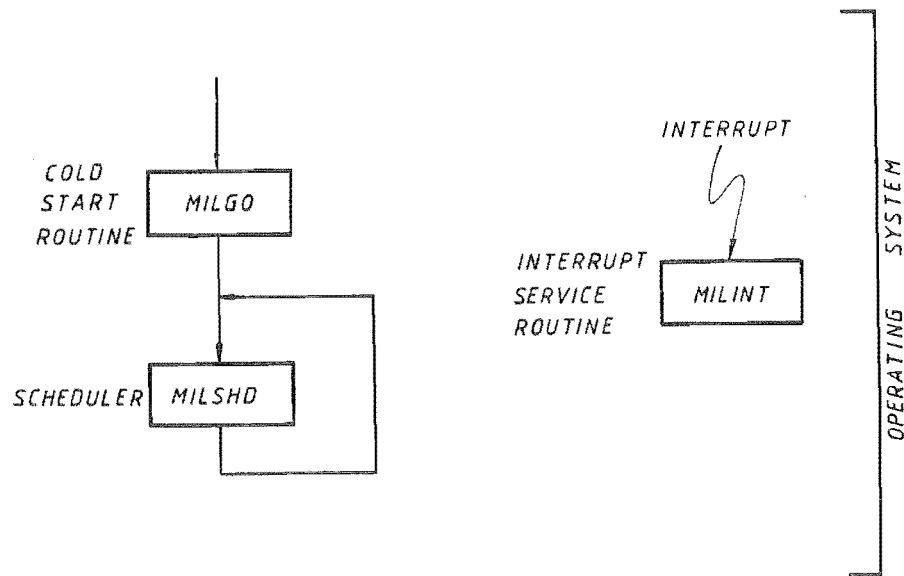 COLD
START
ROUTINE
MILGO
SCHEDULER
MILSHD
INTERRUPT
INTERRUPT
SERVICE
ROUTINE
MILINT
OPERATING SYSTEM